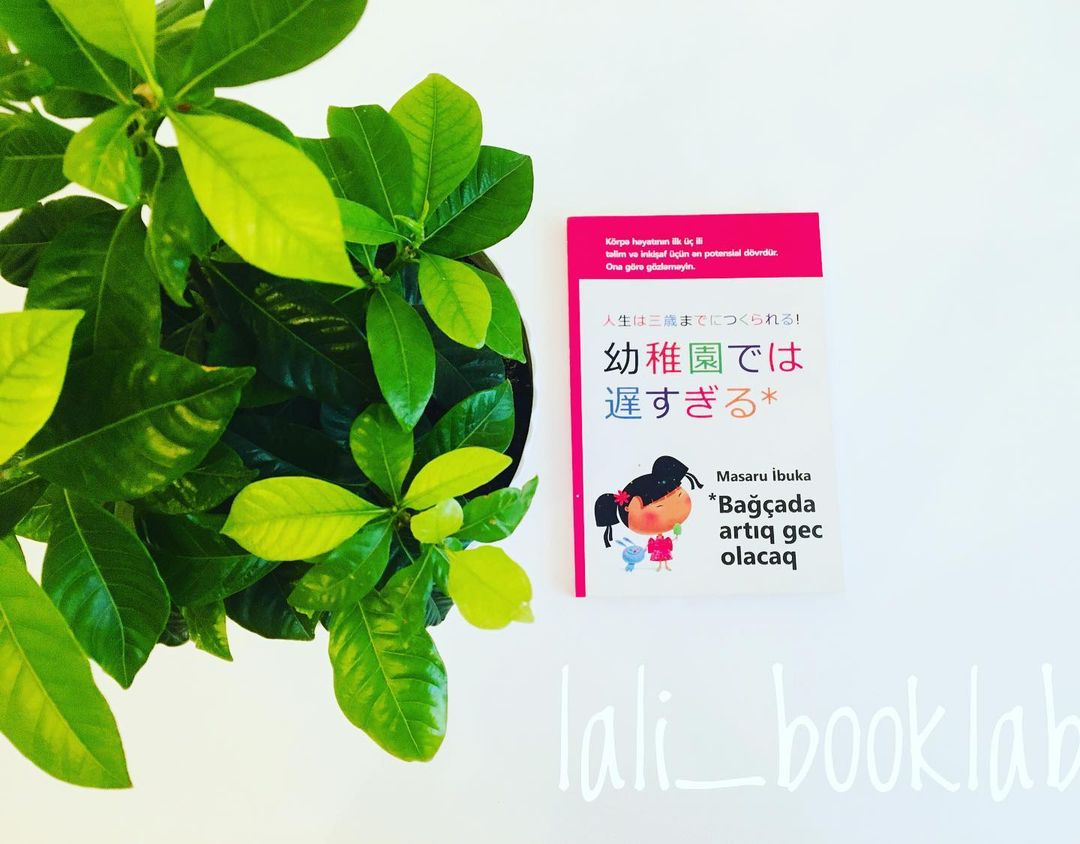 Körpə həyatının ilk üç ili
təlim və inkişaf üçün ən potensial dövrdür.
Ona görə gözləməyin.
人生は三歳までにつくられる!
幼稚園では
遅すぎる*
Masaru İbuka
*Bağçada
artıq gec
olacaq
lali_booklab